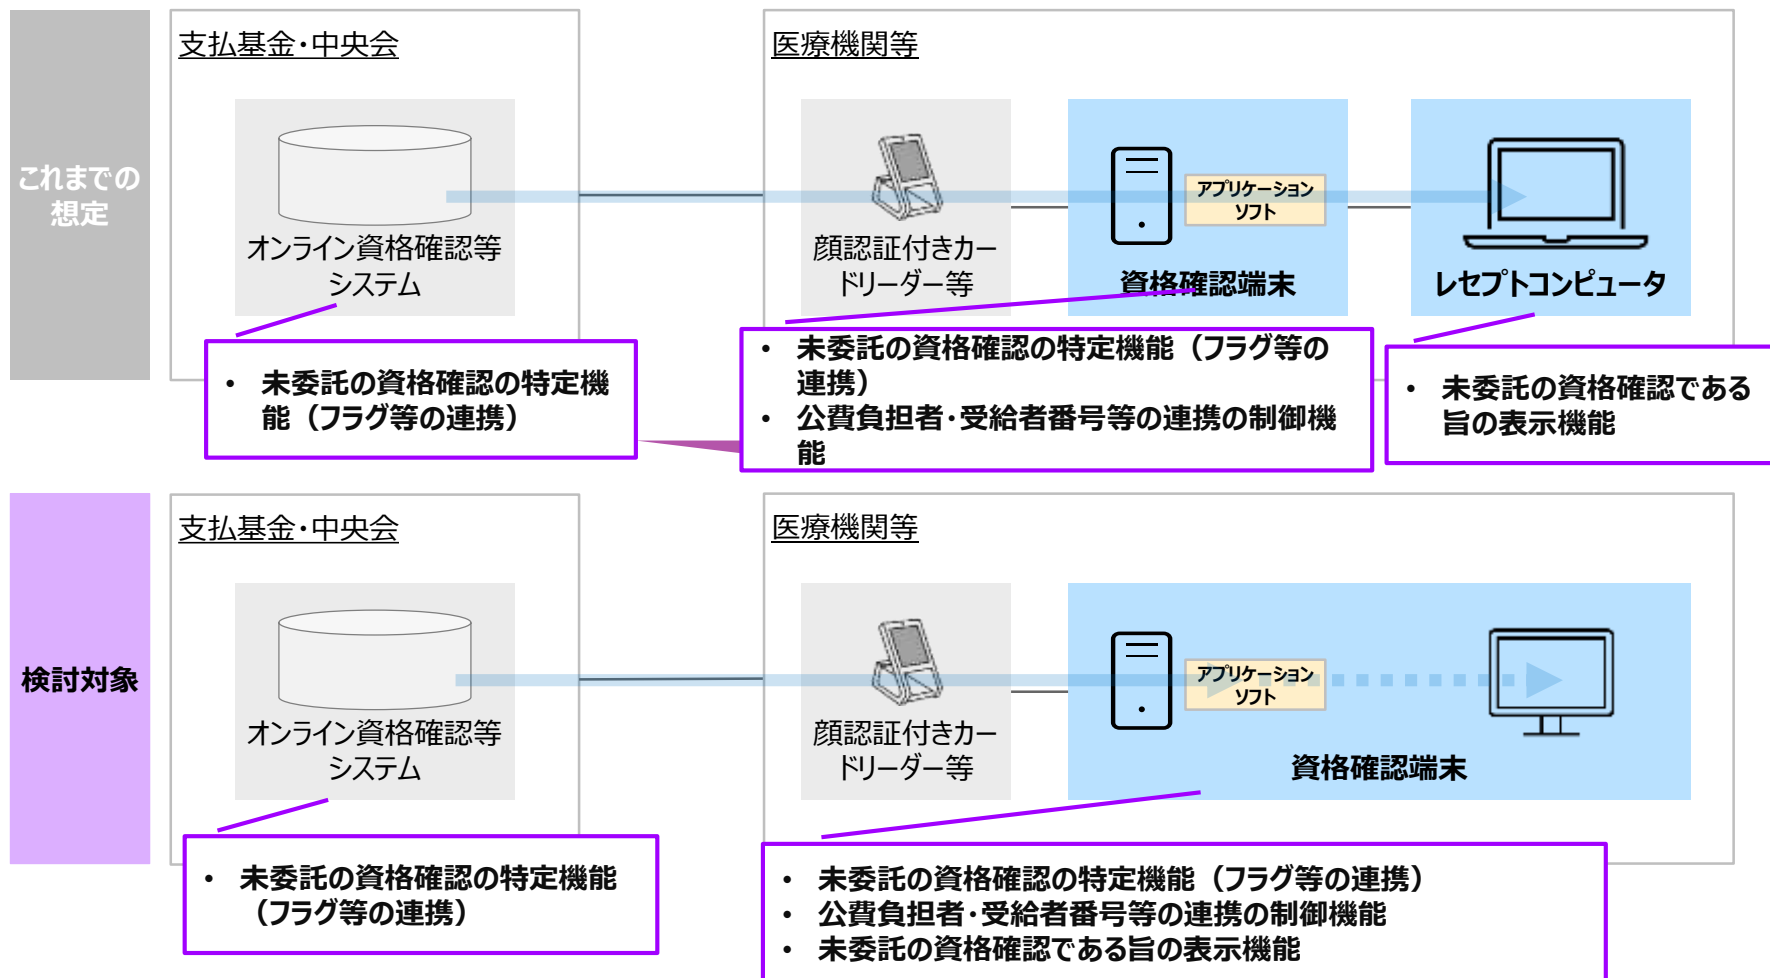 これまでの
想定
支払基金・中央会
オンライン資格確認等
システム
医療機関等
顔認証付きカー
ドリーダー等
アプリケーション
ソフト
資格確認端末
レセプトコンピュータ
• 未委託の資格確認の特定機
能（フラグ等の連携）
• 未委託の資格確認の特定機能（フラグ等の
連携）
• 公費負担者・受給者番号等の連携の制御機
能
• 未委託の資格確認である
旨の表示機能
検討対象
支払基金・中央会
オンライン資格確認等
システム
医療機関等
顔認証付きカー
ドリーダー等
アプリケーション
ソフト
資格確認端末
• 未委託の資格確認の特定機能
（フラグ等の連携）
• 未委託の資格確認の特定機能（フラグ等の連携）
• 公費負担者・受給者番号等の連携の制御機能
• 未委託の資格確認である旨の表示機能